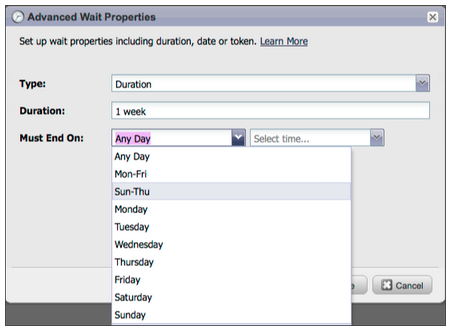 Advanced Wait Properties
Set up wait properties including duration, date or token. Learn More
Type: Duration
Duration: 1 week
Must End On: Any Day Select time...
Any Day
Mon-Fri
Sun-Thu
Monday
Tuesday
Wednesday
Thursday
Friday
Saturday
Sunday
Cancel